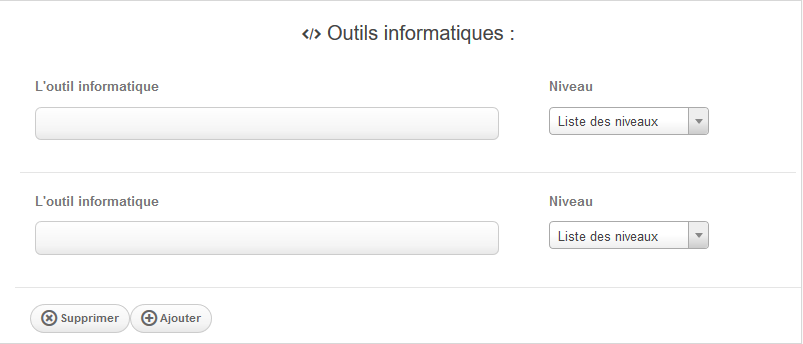 Outils informatiques :
L'outil informatique Niveau
Liste des niveaux
L'outil informatique Niveau
Liste des niveaux
Supprimer Ajouter